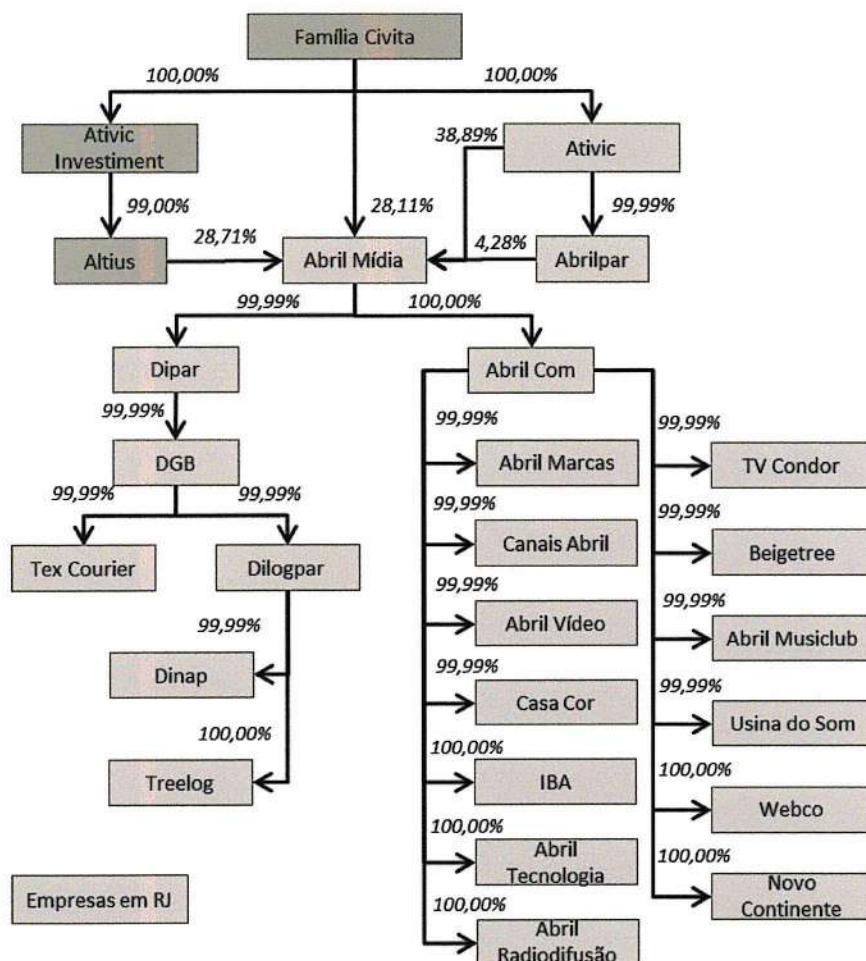 Família Civita
100,00%
100,00%
Ativic
Investiment
38,89%
Ativic
99,00%
28,11%
99,99%
Altius
28,71%
Abril Mídia
4,28%
Abrilpar
99,99%
100,00%
Dipar
Abril Com
99,99%
DGB
99,99%
99,99%
Tex Courier
Dilogpar
99,99%
Dinap
100,00%
Treelog
99,99%
Abril Marcas
99,99%
Canais Abril
99,99%
Abril Vídeo
99,99%
Casa Cor
100,00%
IBA
100,00%
Abril
Tecnologia
100,00%
Abril
Radiodifusão
99,99%
TV Condor
99,99%
Beigetree
99,99%
Abril Musiclub
99,99%
Usina do Som
100,00%
Webco
100,00%
Novo
Continente
Empresas em RJ